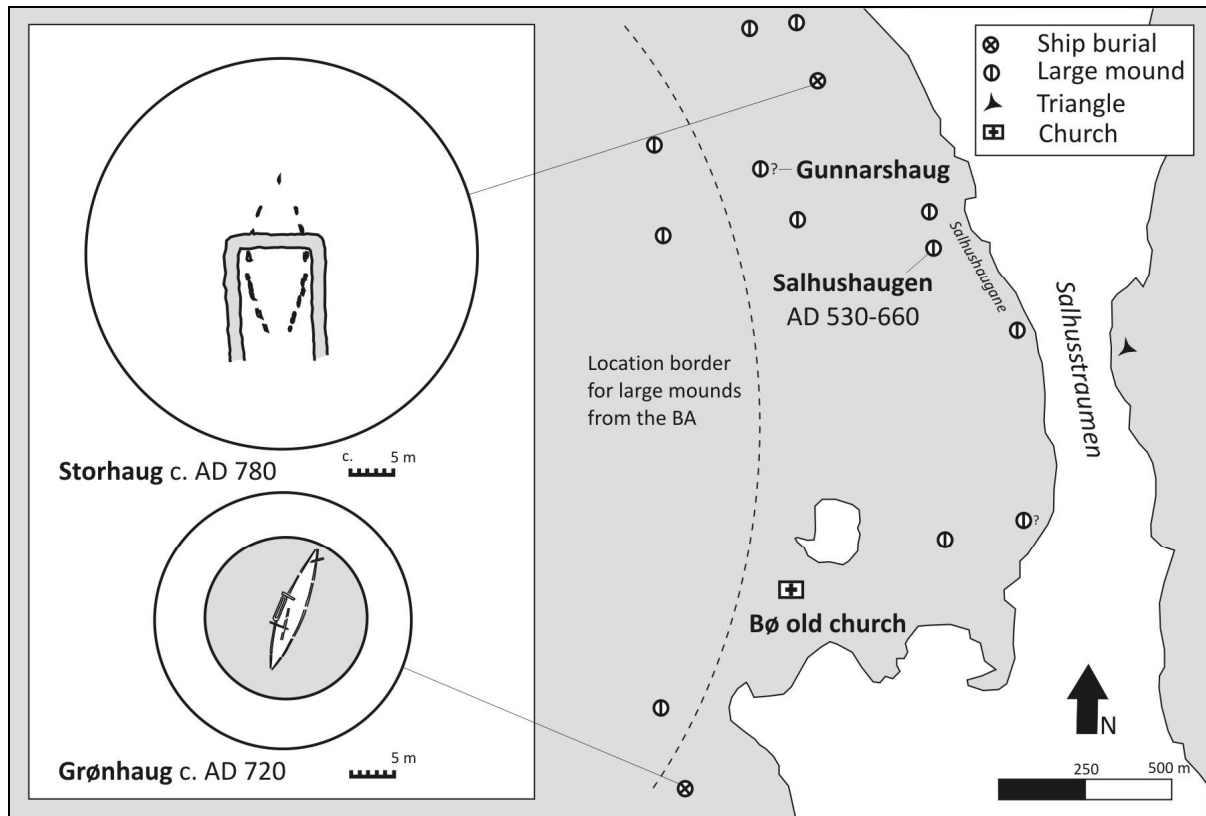 Storhaug c. AD 780
c.
5 m
Grønhaug c. AD 720
5 m
?
Gunnarshaug
Salhushaugen
AD 530-660
Salhushaugane
Salhusstraumen
Location border
for large mounds
from the BA
?
Bø old church
Ship burial
Large mound
Triangle
Church
N
250
500 m